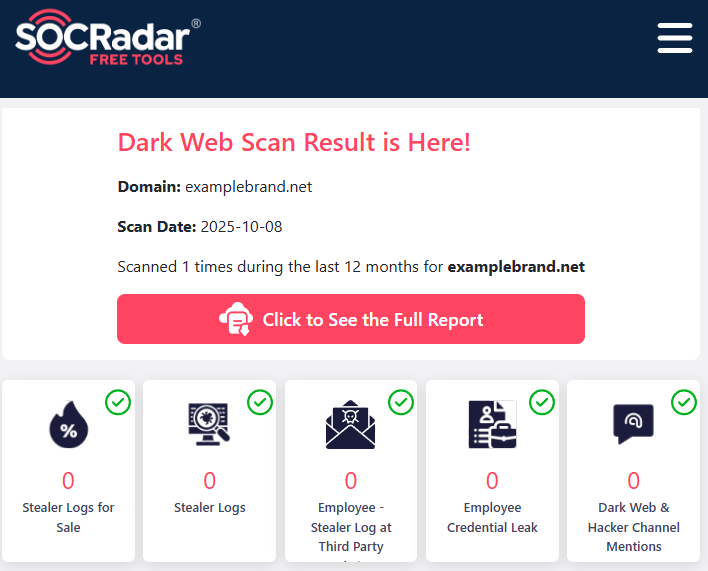 SOCRadar®
FREE TOOLS
Dark Web Scan Result is Here!
Domain: examplebrand.net
Scan Date: 2025-10-08
Scanned 1 times during the last 12 months for examplebrand.net
Click to See the Full Report
%
0
Stealer Logs for
Sale
0
Stealer Logs
0
Employee -
Stealer Log at
Third Party
0
Employee
Credential Leak
0
Dark Web &
Hacker Channel
Mentions